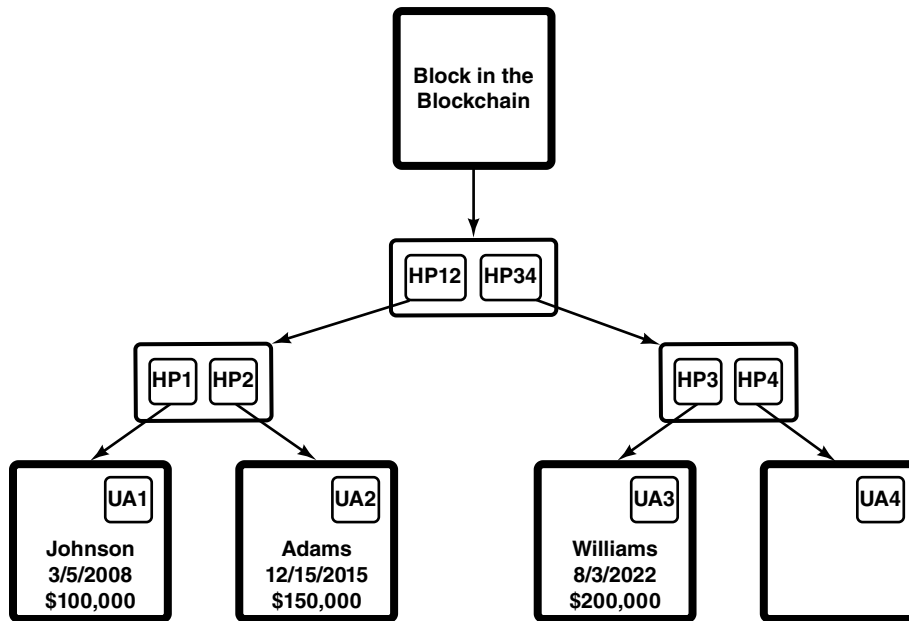 Block in the
Blockchain
HP12 HP34
HP1 HP2 HP3 HP4
UA1 UA2 UA3 UA4
Johnson
3/5/2008
$100,000
Adams
12/15/2015
$150,000
Williams
8/3/2022
$200,000